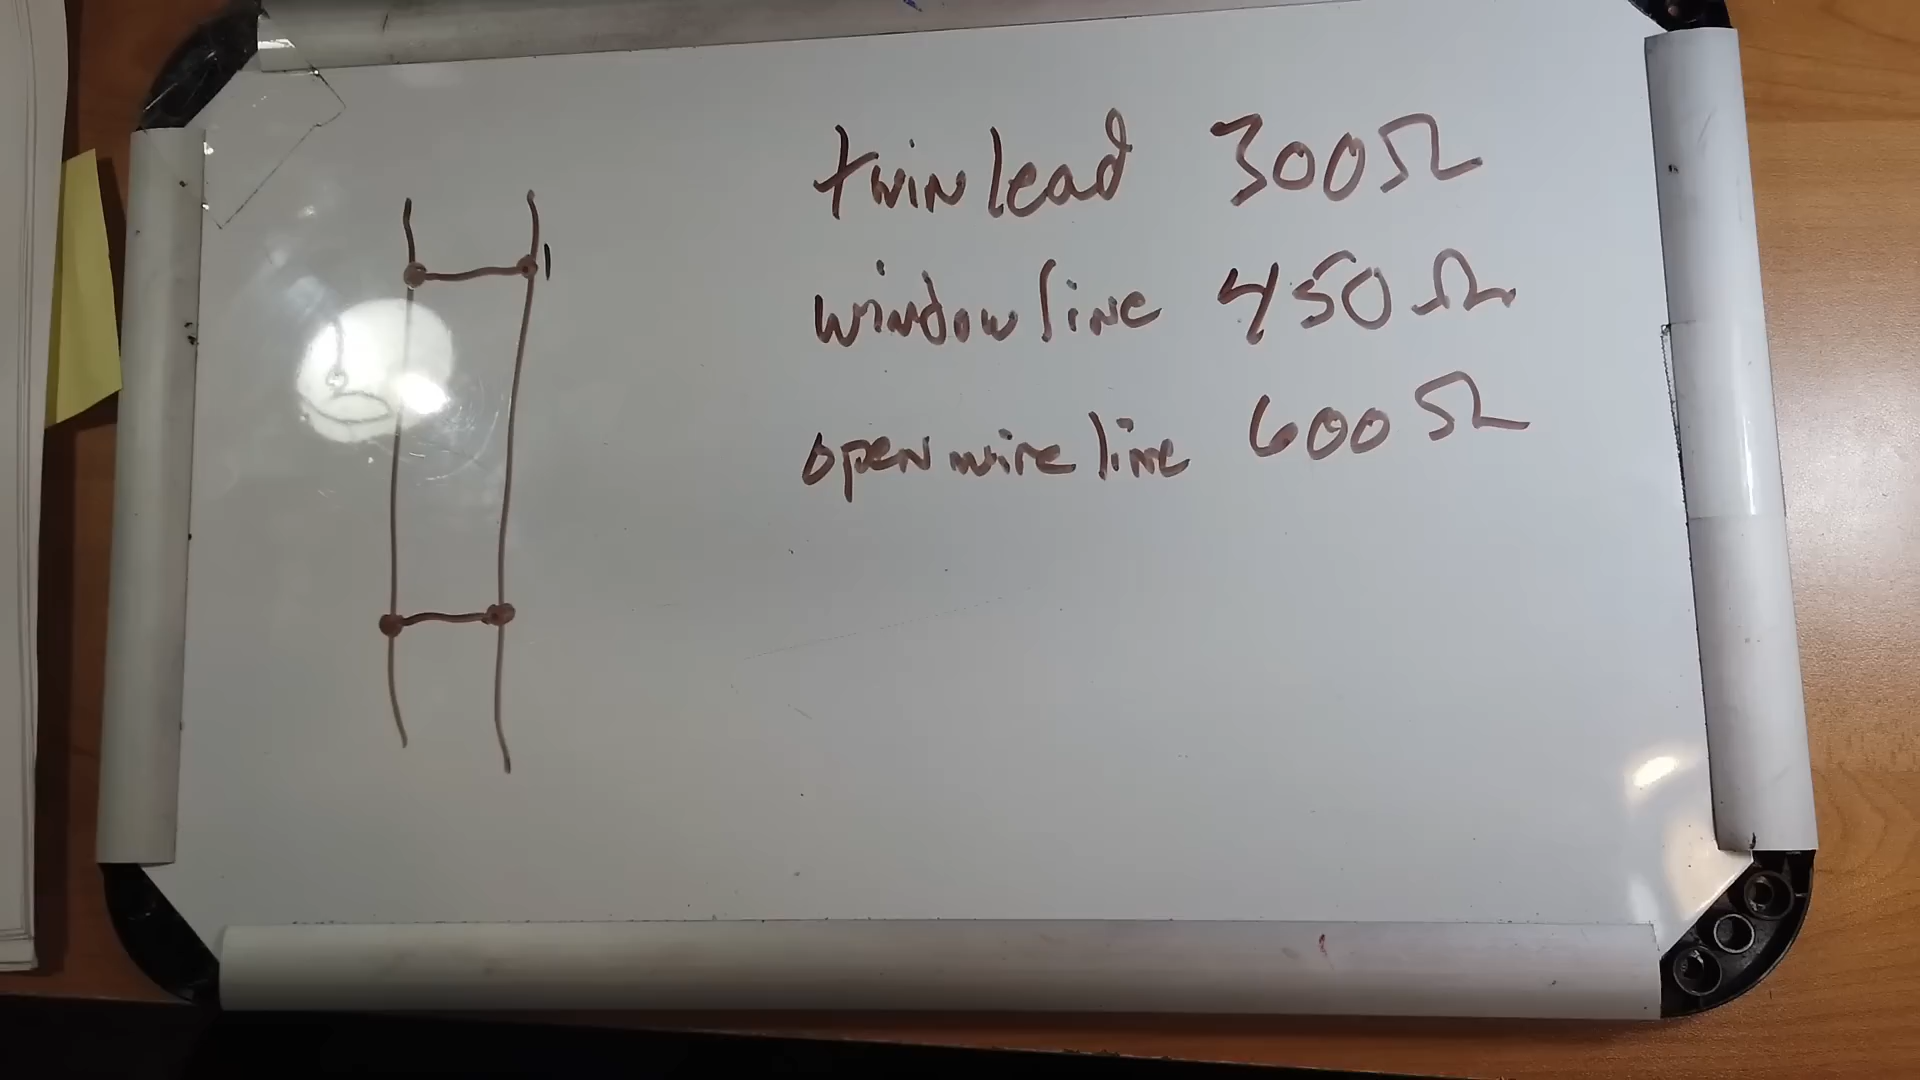 twin lead 300Ω
window line 450Ω
open wire line 600Ω